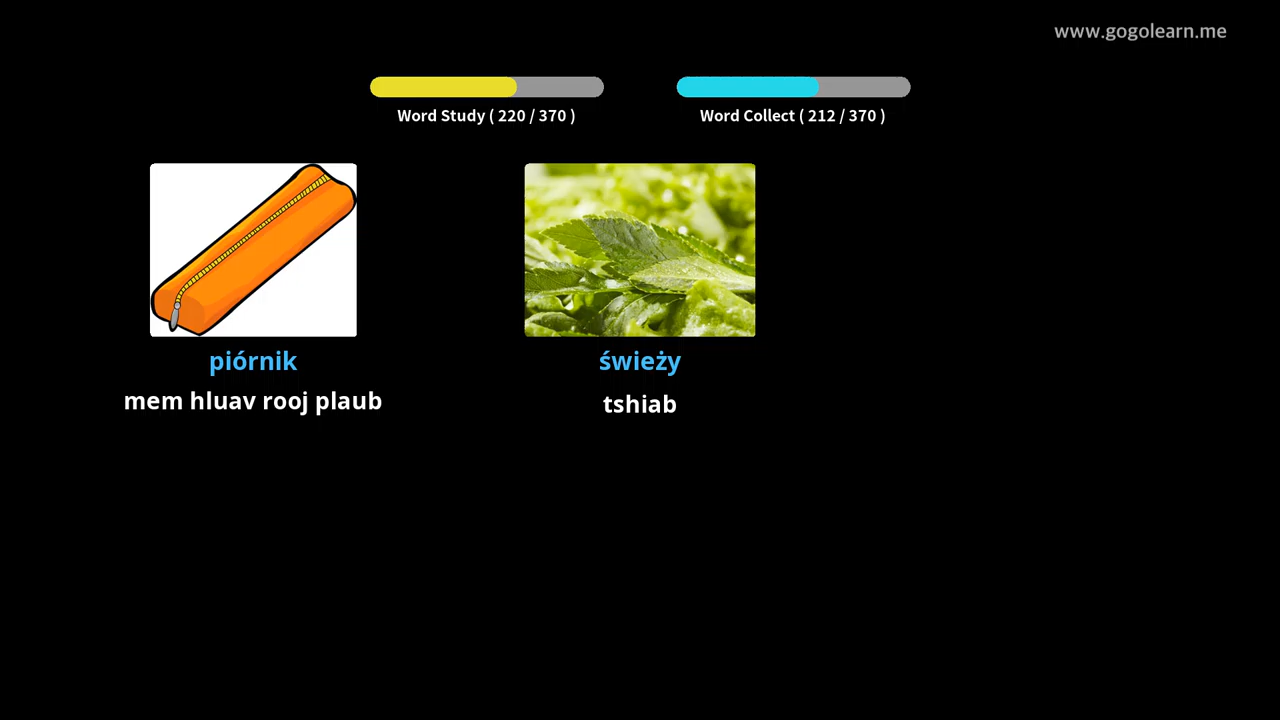 www.gogolearn.me
Word Study ( 220 / 370 )
Word Collect ( 212 / 370 )
piórnik
mem hluav rooj plaub
świeży
tshiab